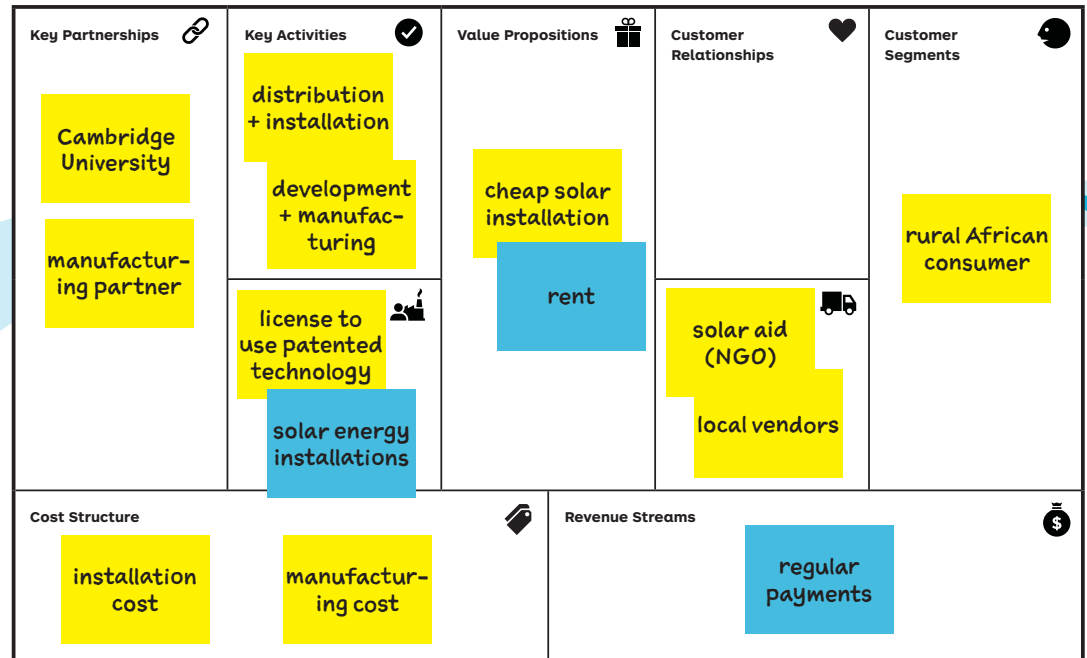 Key Partnerships
Cambridge
University
manufactur-
ing partner
Key Activities
distribution
+ installation
development
+ manufac-
turing
license to
use patented
technology
solar energy
installations
Value Propositions
cheap solar
installation
rent
Customer
Relationships
solar aid
(NGO)
local vendors
Customer
Segments
rural African
consumer
Cost Structure
installation
cost
manufactur-
ing cost
Revenue Streams
$
regular
payments